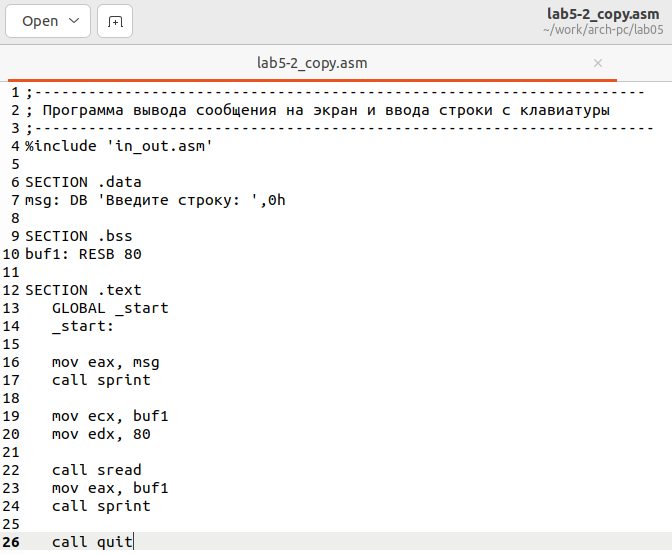 Open
lab5-2_copy.asm
~/work/arch-pc/lab05
lab5-2_copy.asm ×
1 ;--------------------------------------------------------------------
2 ; Программа вывода сообщения на экран и ввода строки с клавиатуры
3 ;---------------------------------------------------------------------
4 %include 'in_out.asm'
5
6 SECTION .data
7 msg: DB 'Введите строку: ',0h
8
9 SECTION .bss
10 buf1: RESB 80
11
12 SECTION .text
13 GLOBAL _start
14 _start:
15
16 mov eax, msg
17 call sprint
18
19 mov ecx, buf1
20 mov edx, 80
21
22 call sread
23 mov eax, buf1
24 call sprint
25
26 call quit